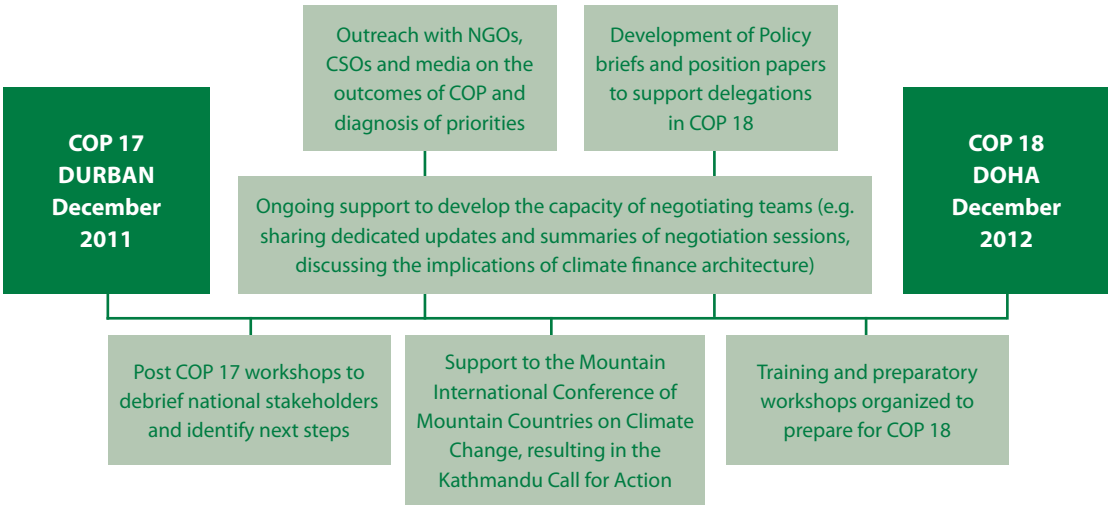 Outreach with NGOs,
CSOs and media on the
outcomes of COP and
diagnosis of priorities
Development of Policy
briefs and position papers
to support delegations
in COP 18
COP 17
DURBAN
December
2011
Ongoing support to develop the capacity of negotiating teams (e.g.
sharing dedicated updates and summaries of negotiation sessions,
discussing the implications of climate finance architecture)
COP 18
DOHA
December
2012
Post COP 17 workshops to
debrief national stakeholders
and identify next steps
Support to the Mountain
International Conference of
Mountain Countries on Climate
Change, resulting in the
Kathmandu Call for Action
Training and preparatory
workshops organized to
prepare for COP 18